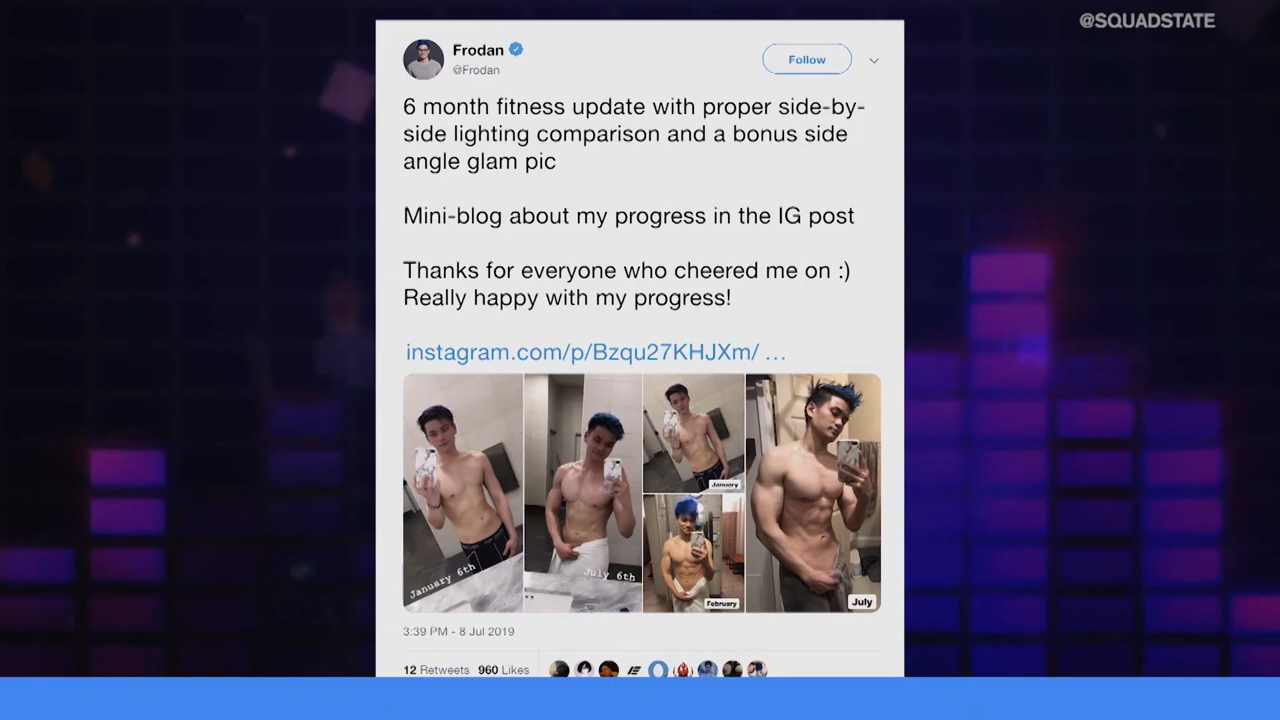 @SQUADSTATE
Frodan
@Frodan
Follow
6 month fitness update with proper side-by-
side lighting comparison and a bonus side
angle glam pic
Mini-blog about my progress in the IG post
Thanks for everyone who cheered me on :)
Really happy with my progress!
instagram.com/p/Bzqu27KHJXm/ ...
January 6th
July 6th
January
February
July
3:39 PM - 8 Jul 2019
12 Retweets 960 Likes